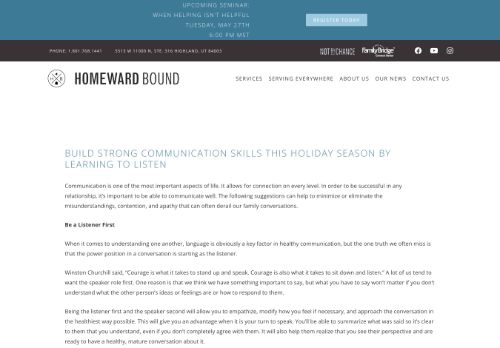 UPCOMING SEMINAR:
WHEN HELPING ISN'T HELPFUL
TUESDAY, MAY 27TH
6:00 PM MST
REGISTER TODAY
PHONE: 1.801.768.1441
5513 W 11000 N, STE. 316 HIGHLAND, UT 84003
NOT BY CHANCE
FamilyBridge
HOMEWARD BOUND
SERVICES
SERVING EVERYWHERE
ABOUT US
OUR NEWS
CONTACT US
BUILD STRONG COMMUNICATION SKILLS THIS HOLIDAY SEASON BY
LEARNING TO LISTEN
Communication is one of the most important aspects of life. It allows for connection on every level. In order to be successful in any
relationship, it's important to be able to communicate well. The following suggestions can help to minimize or eliminate the
misunderstandings, contention, and apathy that can often derail our family conversations.
Be a Listener First
When it comes to understanding one another, language is obviously a key factor in healthy communication, but the one truth we often miss is
that the power position in a conversation is starting as the listener.
Winston Churchill said, "Courage is what it takes to stand up and speak, Courage is also what it takes to sit down and listen." A lot of us tend to
want the speaker role first. One reason is that we think we have something important to say, but what you have to say won't matter if you don't
understand what the other person's ideas or feelings are or how to respond to them.
Being the listener first and the speaker second will allow you to empathize, modify how you feel if necessary, and approach the conversation in
the healthiest way possible. This will give you an advantage when it is your turn to speak. You'll be able to summarize what was said so it's clear
to them that you understand, even if you don't completely agree with them. It will also help them realize that you see their perspective and are
ready to have a healthy, mature conversation about it.